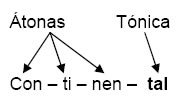 Átonas Tónica
Con – ti – nen – tal